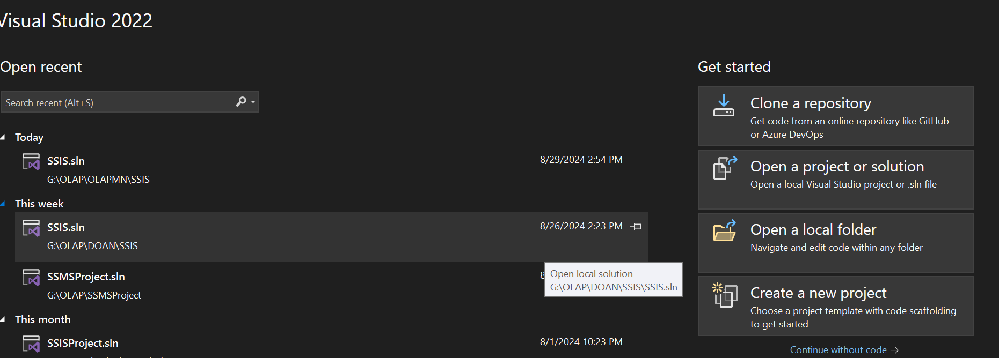 Visual Studio 2022
Open recent
Search recent (Alt+S)
Today
SSIS.sln
8/29/2024 2:54 PM
G:\OLAP\OLAPMN\SSIS
This week
SSIS.sln
8/26/2024 2:23 PM
G:\OLAP\DOAN\SSIS
SSMSProject.sln
8
G:\OLAP\SSMSProject
Open local solution
G:\OLAP\DOAN\SSIS\SSIS.sln
This month
SSISProject.sln
8/1/2024 10:23 PM
Get started
Clone a repository
Get code from an online repository like GitHub
or Azure DevOps
Open a project or solution
Open a local Visual Studio project or .sln file
Open a local folder
Navigate and edit code within any folder
Create a new project
Choose a project template with code scaffolding
to get started
Continue without code →